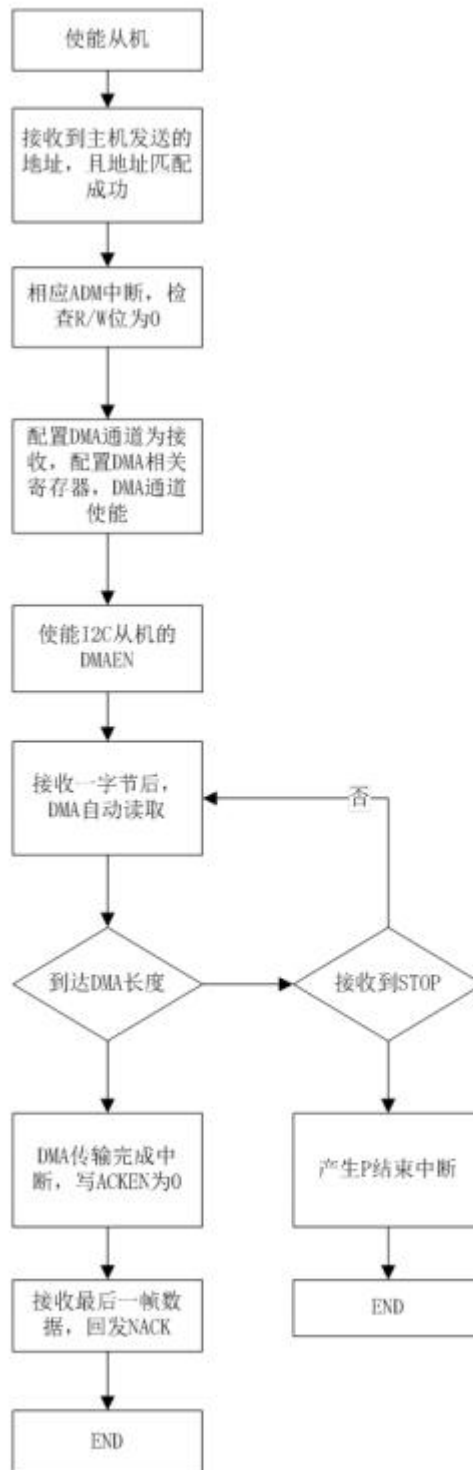 使能从机
接收到主机发送的
地址，且地址匹配
成功
相应ADM中断，检
查R/W位为0
配置DMA通道为接
收，配置DMA相关
寄存器，DMA通道
使能
使能I2C从机的
DMAEN
接收一字节后，
DMA自动读取
否
到达DMA长度
接收到STOP
DMA传输完成中
断，写ACKEN为0
产生P结束中断
接收最后一帧数
据，回发NACK
END
END